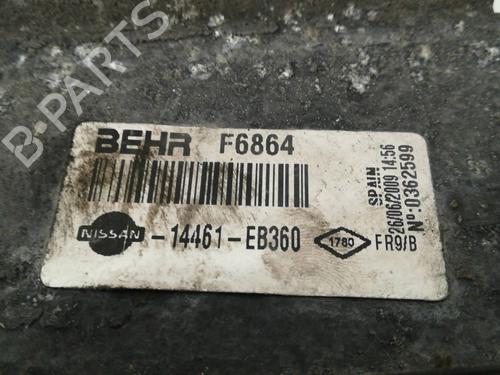 B-PARTS
BEHR F6864
NISSAN -14461-EB360 1780 FR9/B
SPAIN
26/06/2009 14:56
Nº:0362599